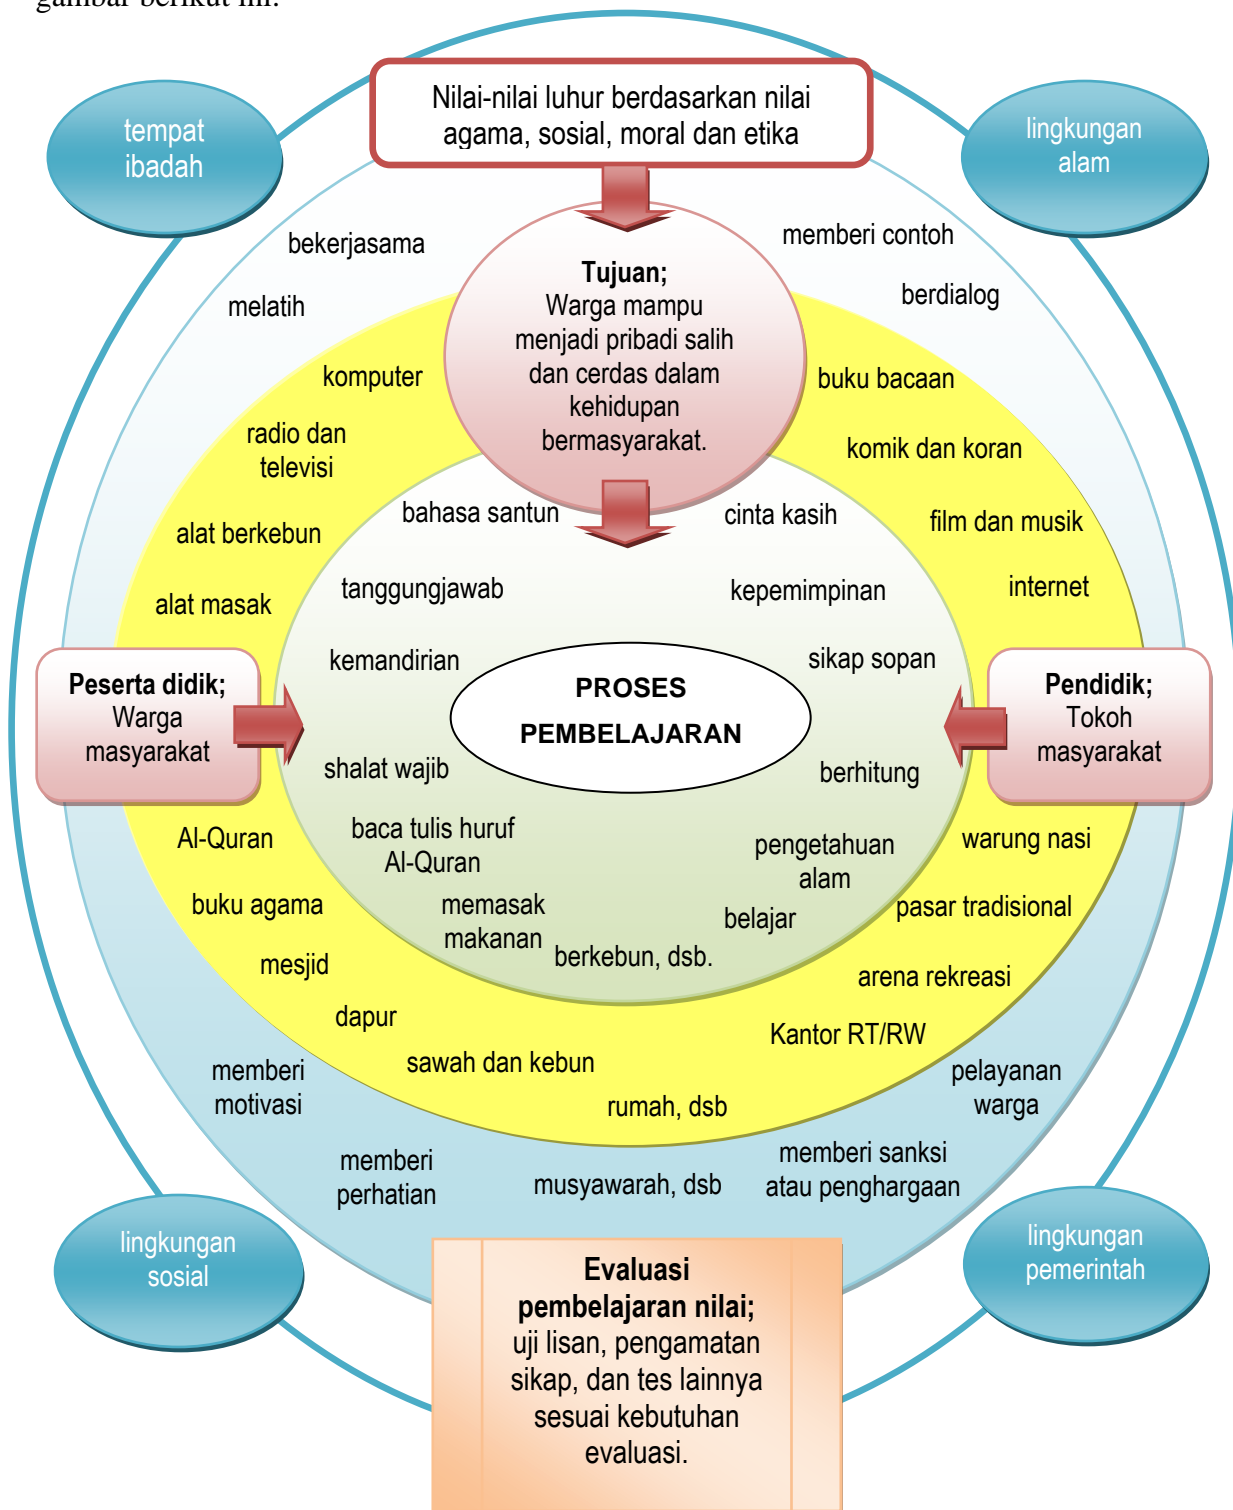 gambar berikut ini:
Nilai-nilai luhur berdasarkan nilai
agama, sosial, moral dan etika
tempat
ibadah
lingkungan
alam
bekerjasama
memberi contoh
melatih
berdialog
Tujuan;
Warga mampu
menjadi pribadi salih
dan cerdas dalam
kehidupan
bermasyarakat.
komputer
buku bacaan
radio dan
televisi
komik dan koran
alat berkebun
film dan musik
alat masak
internet
bahasa santun
cinta kasih
tanggungjawab
kepemimpinan
kemandirian
sikap sopan
Peserta didik;
Warga
masyarakat
PROSES
PEMBELAJARAN
Pendidik;
Tokoh
masyarakat
shalat wajib
berhitung
baca tulis huruf
Al-Quran
pengetahuan
alam
memasak
makanan
belajar
berkebun, dsb.
Al-Quran
warung nasi
buku agama
pasar tradisional
mesjid
arena rekreasi
dapur
Kantor RT/RW
sawah dan kebun
rumah, dsb
memberi
motivasi
pelayanan
warga
memberi
perhatian
musyawarah, dsb
memberi sanksi
atau penghargaan
lingkungan
sosial
lingkungan
pemerintah
Evaluasi
pembelajaran nilai;
uji lisan, pengamatan
sikap, dan tes lainnya
sesuai kebutuhan
evaluasi.